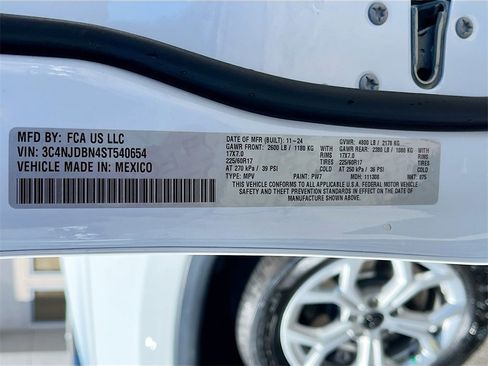 MFD BY: FCA US LLC
VIN: 3C4NJDBN4ST540654
VEHICLE MADE IN: MEXICO
DATE OF MFR (BUILT): 11-24 GVWR: 4800 LB / 2178 KG
GAWR FRONT: 2600 LB / 1180 KG WITH GAWR REAR: 2380 LB / 1080 KG WITH
17X7.0 TIRES 17X7.0 TIRES
225/60R17 225/60R17
AT 270 kPa / 39 PSI COLD AT 250 kPa / 36 PSI COLD
THIS VEHICLE CONFORMS TO ALL APPLICABLE U.S.A. FEDERAL MOTOR VEHICLE
SAFETY AND THEFT PREVENTION STANDARDS IN EFFECT ON THE DATE OF
MANUFACTURE SHOWN ABOVE.
TYPE: MPV PAINT: PW7 MDH: 111308